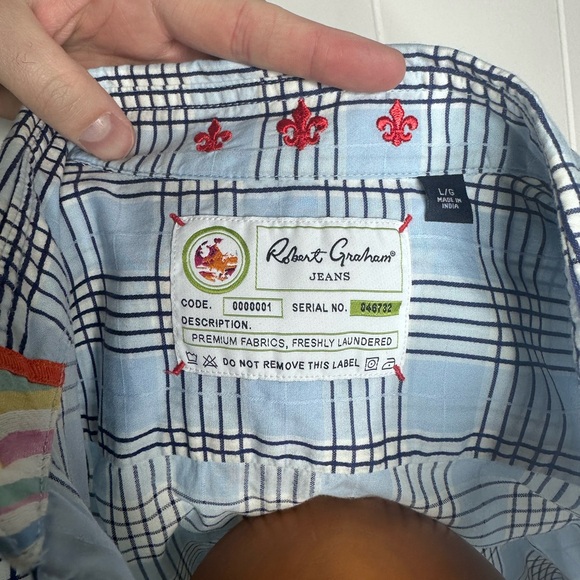 L/G
MADE IN
INDIA
Robert Graham®
JEANS
CODE. 0000001 SERIAL NO. 046732
DESCRIPTION.
PREMIUM FABRICS, FRESHLY LAUNDERED
DO NOT REMOVE THIS LABEL